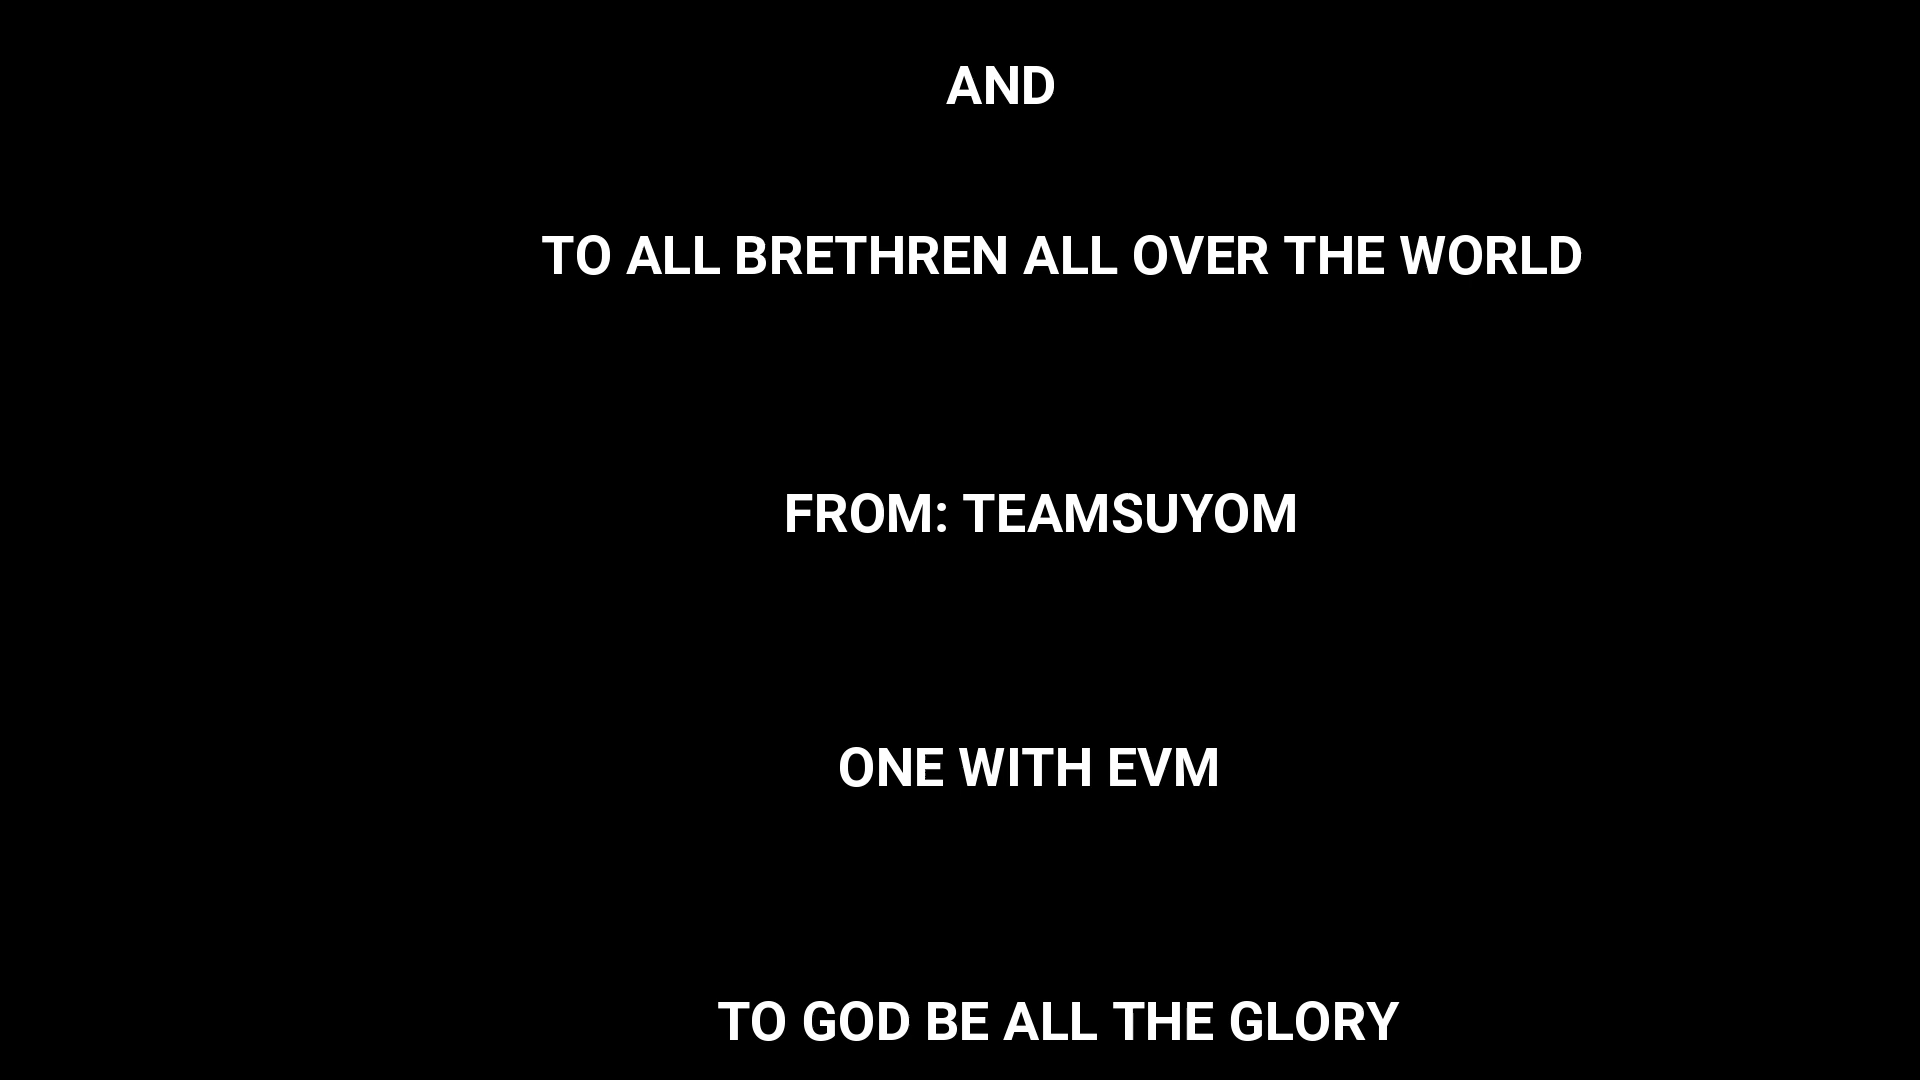 AND
TO ALL BRETHREN ALL OVER THE WORLD
FROM: TEAMSUYOM
ONE WITH EVM
TO GOD BE ALL THE GLORY